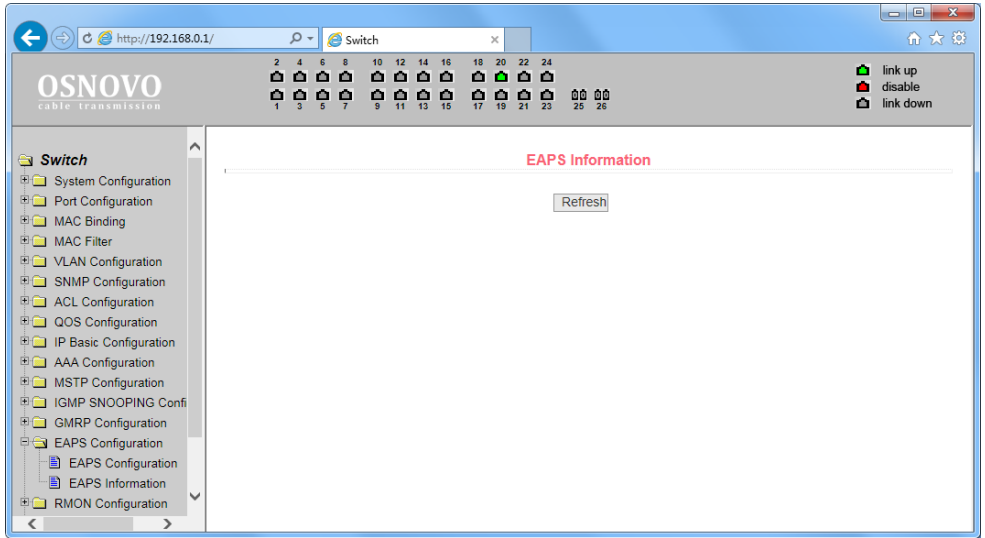 http://192.168.0.1/
Switch
2 4 6 8 10 12 14 16 18 20 22 24
1 3 5 7 9 11 13 15 17 19 21 23 25 26
OSNOVO
cable transmission
link up
disable
link down
Switch
System Configuration
Port Configuration
MAC Binding
MAC Filter
VLAN Configuration
SNMP Configuration
ACL Configuration
QOS Configuration
IP Basic Configuration
AAA Configuration
MSTP Configuration
IGMP SNOOPING Confi
GMRP Configuration
EAPS Configuration
EAPS Configuration
EAPS Information
RMON Configuration
EAPS Information
Refresh